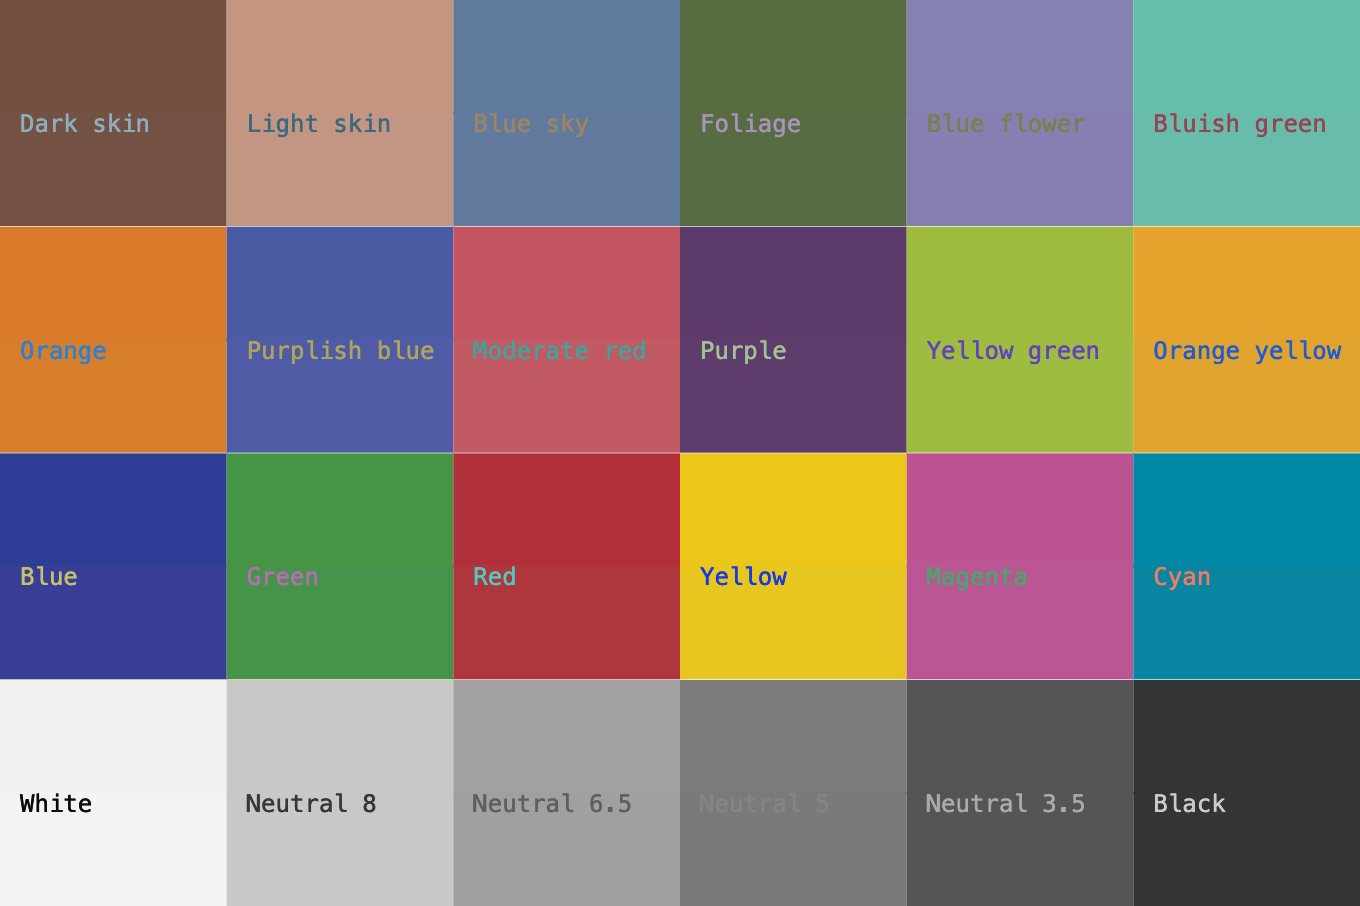 Dark skin
Light skin
Blue sky
Foliage
Blue flower
Bluish green
Orange
Purplish blue
Moderate red
Purple
Yellow green
Orange yellow
Blue
Green
Red
Yellow
Magenta
Cyan
White
Neutral 8
Neutral 6.5
Neutral 5
Neutral 3.5
Black